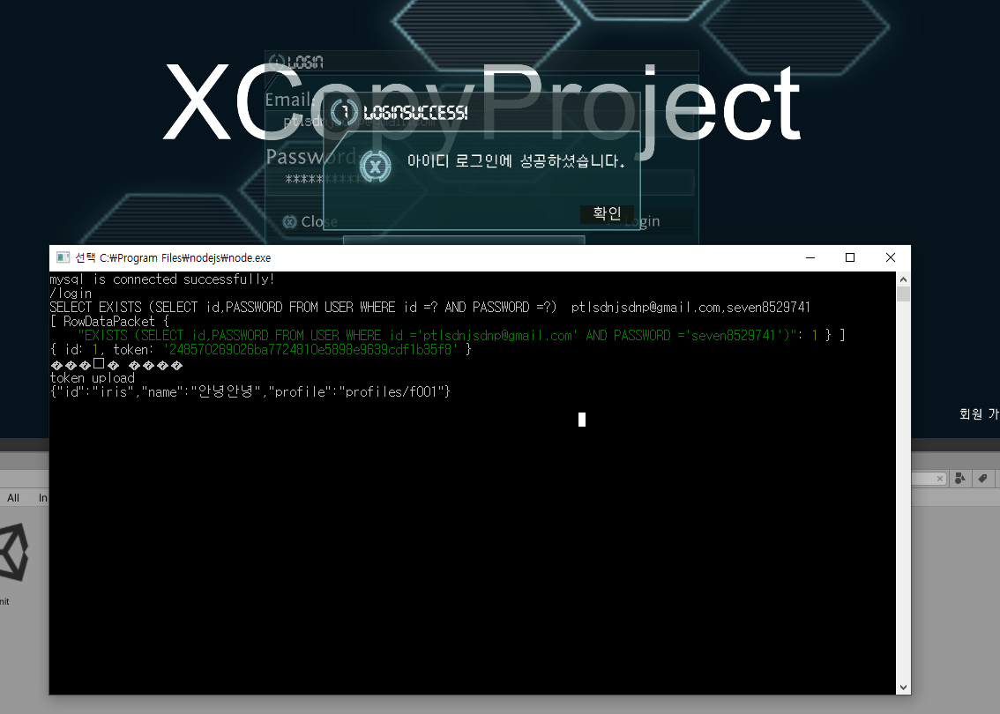 XCopyProject
LOGIN
Email:
ptlsdnjsdnp@gmail.com
LOGINSUCCESS!
아이디 로그인에 성공하셨습니다.
Password:
확인
Close
Login
선택 C:\Program Files\nodejs\node.exe
mysql is connected successfully!
/login
SELECT EXISTS (SELECT id,PASSWORD FROM USER WHERE id =? AND PASSWORD =?) ptlsdnjsdnp@gmail.com,seven8529741
[ RowDataPacket {
"EXISTS (SELECT id,PASSWORD FROM USER WHERE id ='ptlsdnjsdnp@gmail.com' AND PASSWORD ='seven8529741')": 1 } ]
{ id: 1, token: '248570269026ba7724810e5898e9639cdf1b35f8' }
���□� ����
token upload
{"id":"iris","name":"안녕안녕","profile":"profiles/f001"}
회원 가
All
In
nit